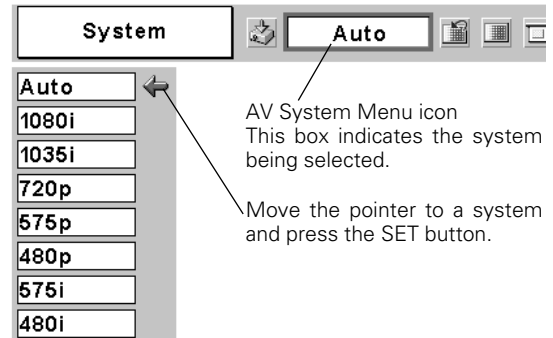 System
Auto
Auto
1080i
1035i
720p
575p
480p
575i
480i
AV System Menu icon
This box indicates the system
being selected.
Move the pointer to a system
and press the SET button.